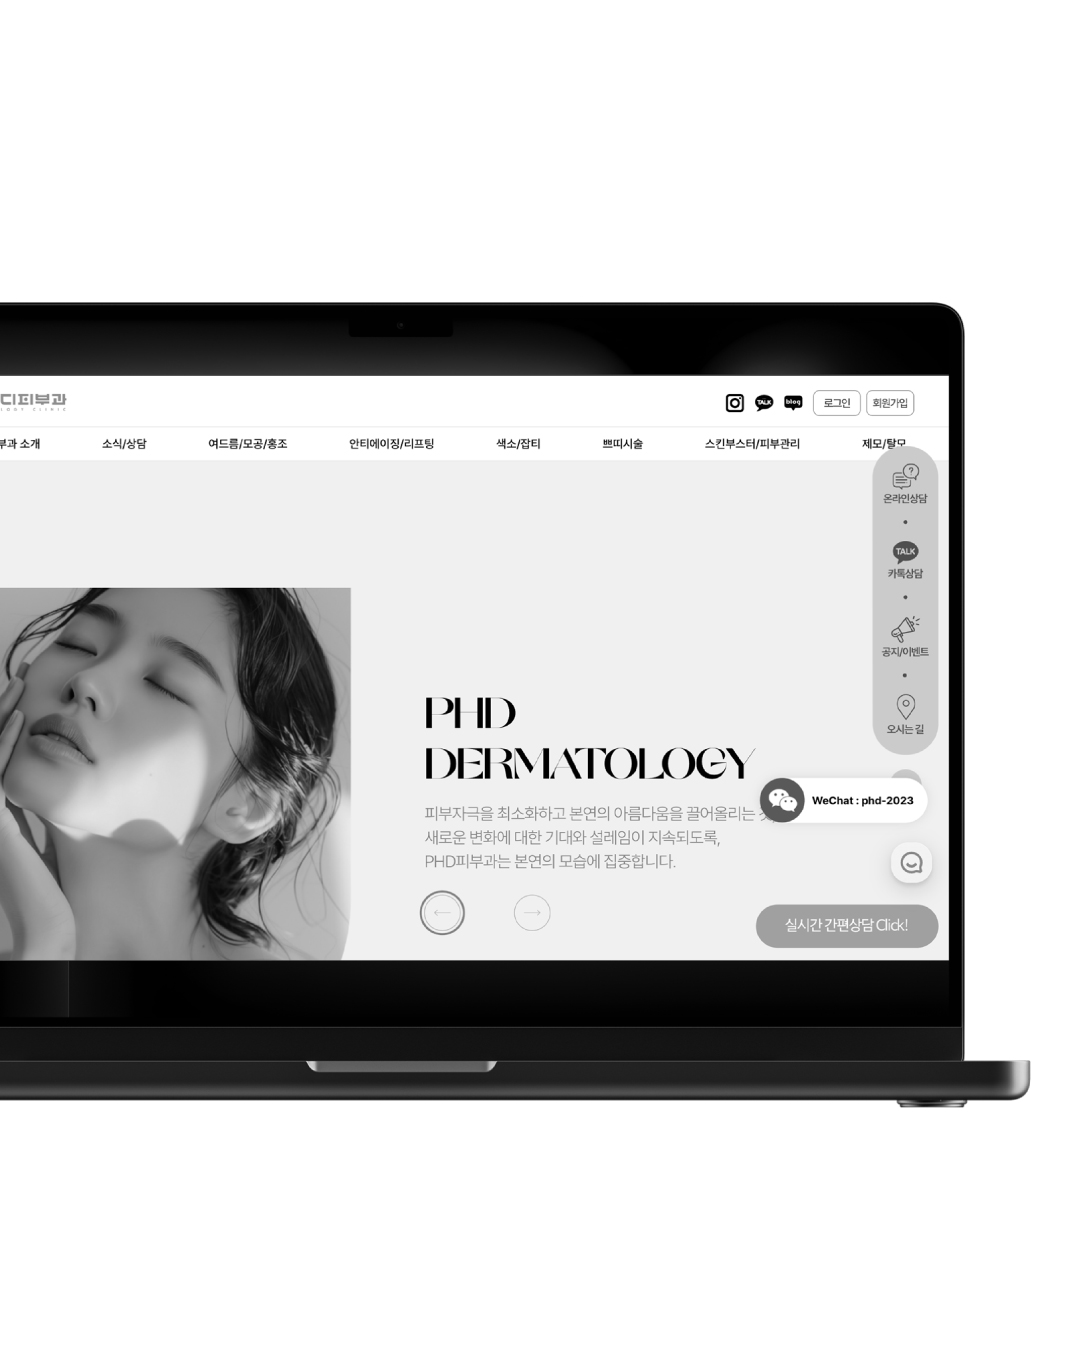 디피부과
TALK
blog
로그인
회원가입
부과 소개
소식/상담
여드름/모공/홍조
안티에이징/리프팅
색소/잡티
쁘띠시술
스킨부스터/피부관리
제모/탈모
온라인상담
TALK
카톡상담
공지/이벤트
오시는 길
PHD
DERMATOLOGY
피부자극을 최소화하고 본연의 아름다움을 끌어올리는
새로운 변화에 대한 기대와 설레임이 지속되도록,
PHD피부과는 본연의 모습에 집중합니다.
WeChat : phd-2023
실시간 간편상담 Click!